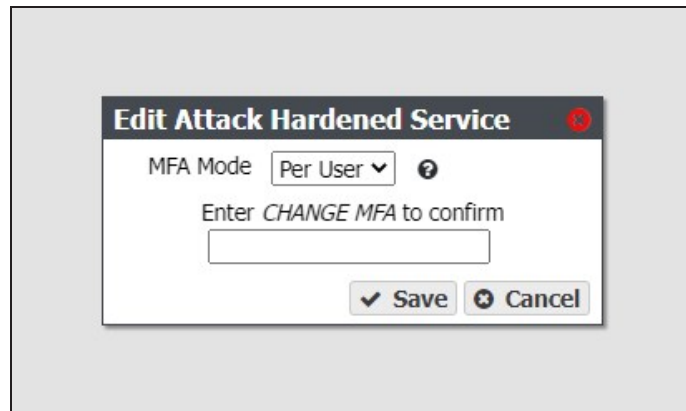 Edit Attack Hardened Service
MFA Mode Per User
Enter CHANGE MFA to confirm
Save Cancel